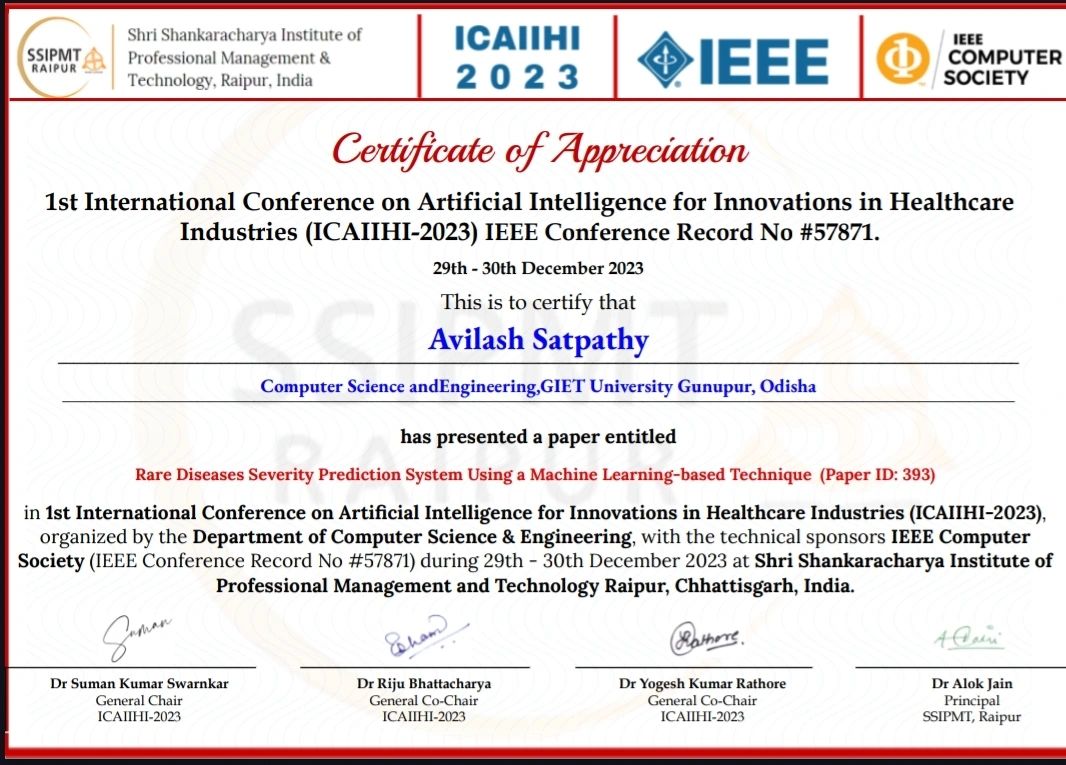 SSIPMT
RAIPUR
Shri Shankaracharya Institute of
Professional Management &
Technology, Raipur, India
ICAIIHI
2023
IEEE
IEEE
COMPUTER
SOCIETY
Certificate of Appreciation
1st International Conference on Artificial Intelligence for Innovations in Healthcare
Industries (ICAIIHI-2023) IEEE Conference Record No #57871.
29th - 30th December 2023
This is to certify that
Avilash Satpathy
Computer Science andEngineering,GIET University Gunupur, Odisha
has presented a paper entitled
Rare Diseases Severity Prediction System Using a Machine Learning-based Technique (Paper ID: 393)
in 1st International Conference on Artificial Intelligence for Innovations in Healthcare Industries (ICAIIHI-2023),
organized by the Department of Computer Science & Engineering, with the technical sponsors IEEE Computer
Society (IEEE Conference Record No #57871) during 29th - 30th December 2023 at Shri Shankaracharya Institute of
Professional Management and Technology Raipur, Chhattisgarh, India.
Suman
Rathore.
A Jain
Dr Suman Kumar Swarnkar
General Chair
ICAIIHI-2023
Dr Riju Bhattacharya
General Co-Chair
ICAIIHI-2023
Dr Yogesh Kumar Rathore
General Co-Chair
ICAIIHI-2023
Dr Alok Jain
Principal
SSIPMT, Raipur
SSIPMT
RAIPUR